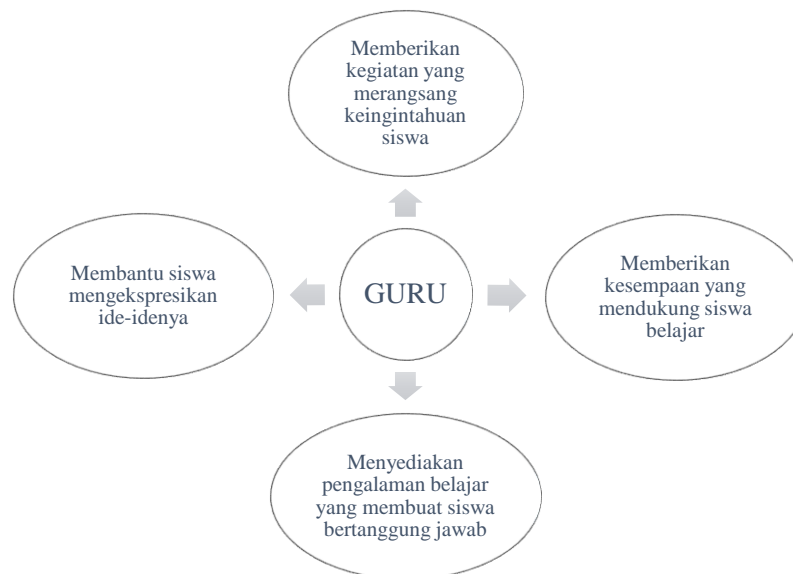 Memberikan
kegiatan yang
merangsang
keingintahuan
siswa
Membantu siswa
mengekspresikan
ide-idenya
GURU
Memberikan
kesempaan yang
mendukung siswa
belajar
Menyediakan
pengalaman belajar
yang membuat siswa
bertanggung jawab